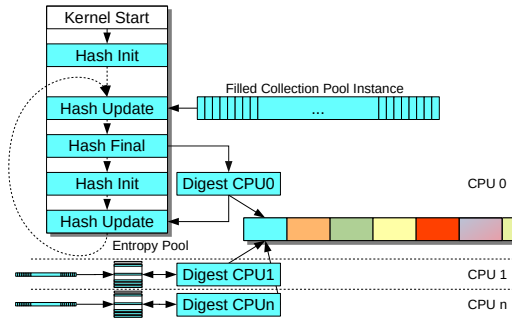 Kernel Start
Hash Init
Filled Collection Pool Instance
Hash Update
...
Hash Final
Hash Init
Digest CPU0
CPU 0
Hash Update
Entropy Pool
Digest CPU1
CPU 1
Digest CPUn
CPU n